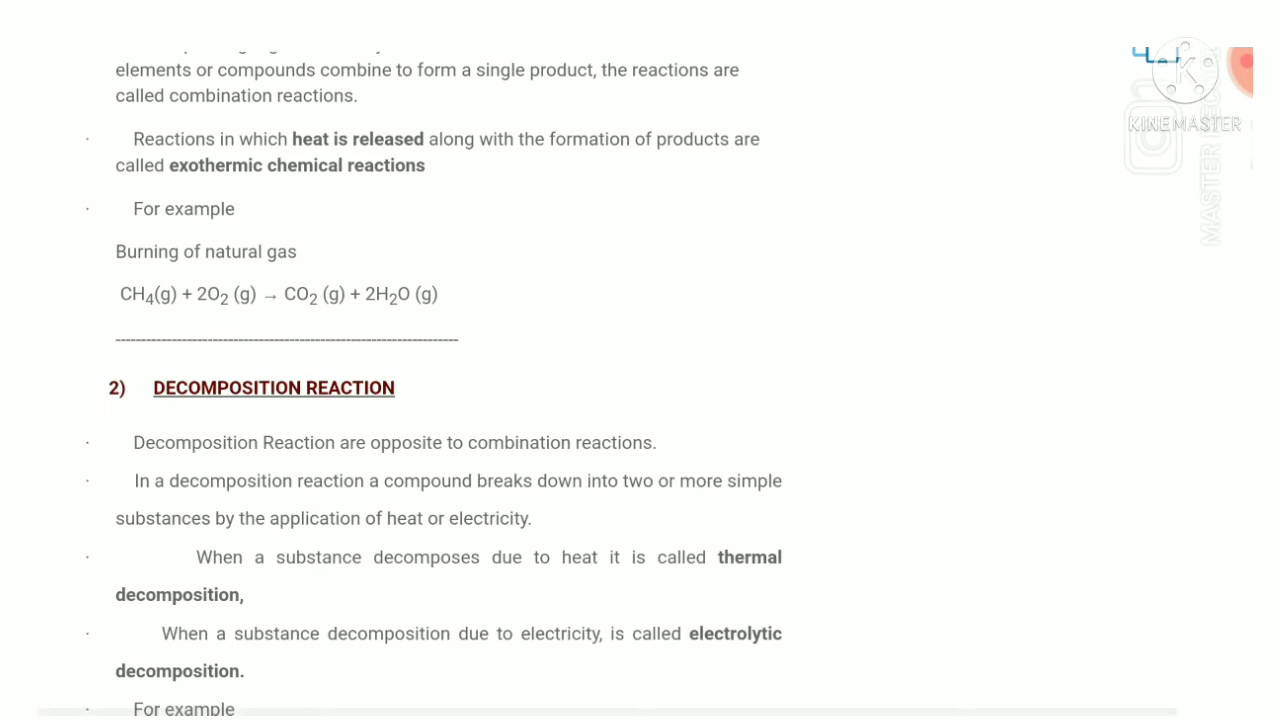 elements or compounds combine to form a single product, the reactions are
called combination reactions.
· Reactions in which heat is released along with the formation of products are
called exothermic chemical reactions
· For example
Burning of natural gas
CH₄(g) + 2O₂ (g) → CO₂ (g) + 2H₂O (g)
--------------------------------------------------------------------
2) DECOMPOSITION REACTION
· Decomposition Reaction are opposite to combination reactions.
· In a decomposition reaction a compound breaks down into two or more simple
substances by the application of heat or electricity.
· When a substance decomposes due to heat it is called thermal
decomposition,
· When a substance decomposition due to electricity, is called electrolytic
decomposition.
· For example
K
KINEMASTER
MASTER